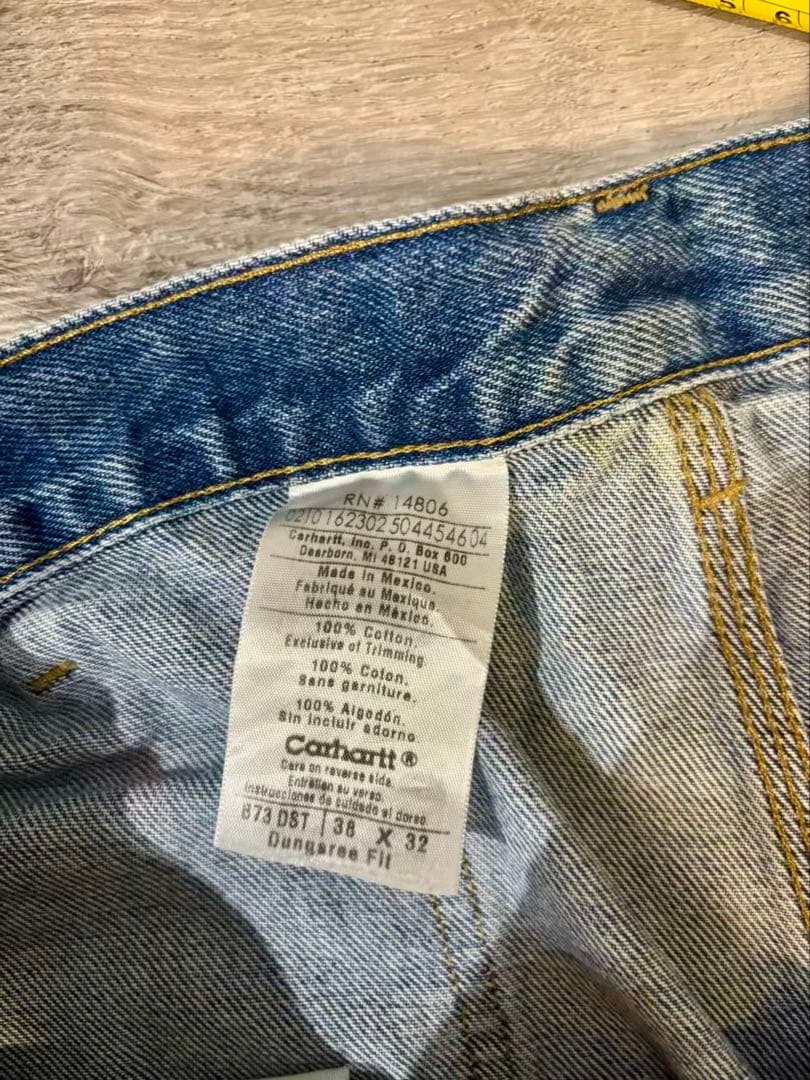 5 6
RN# 14806
0210162302 504454604
Carhartt, Inc. P. O. Box 600
Dearborn, MI 48121 USA
Made in Mexico.
Fabriqué au Mexique.
Hecho en México.
100% Cotton.
Exclusive of Trimming
100% Coton.
Sans garniture.
100% Algodón.
Sin incluir adorno
Carhartt®
Care on reverse side.
Entretien au verso.
Instrucciones de cuidado al dorso
B73 DST | 38 X 32
Dungaree Fit